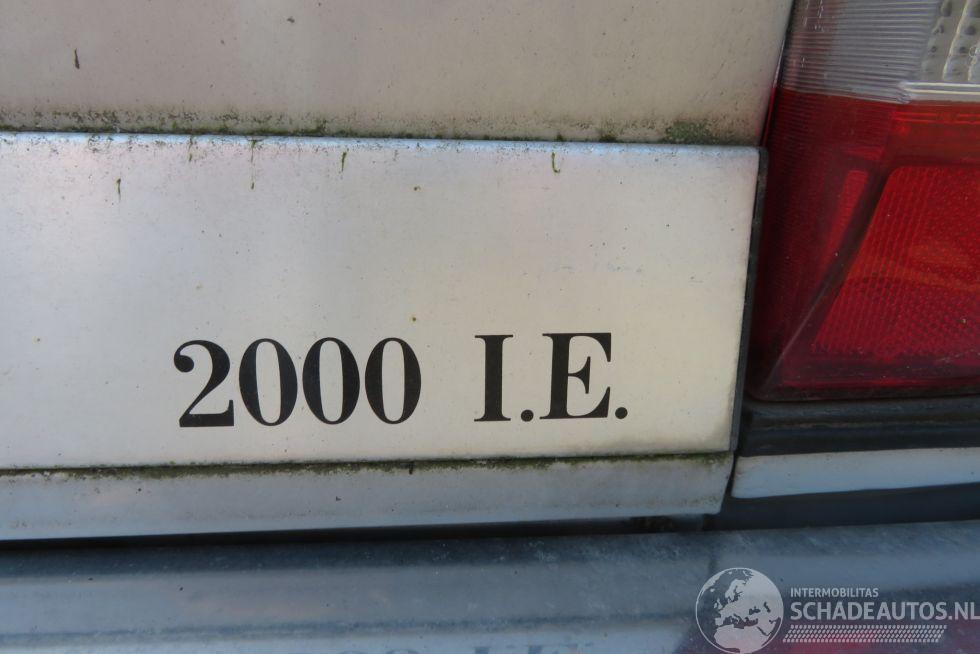 2000 I.E.
INTERMOBILITAS
SCHADEAUTOS.NL